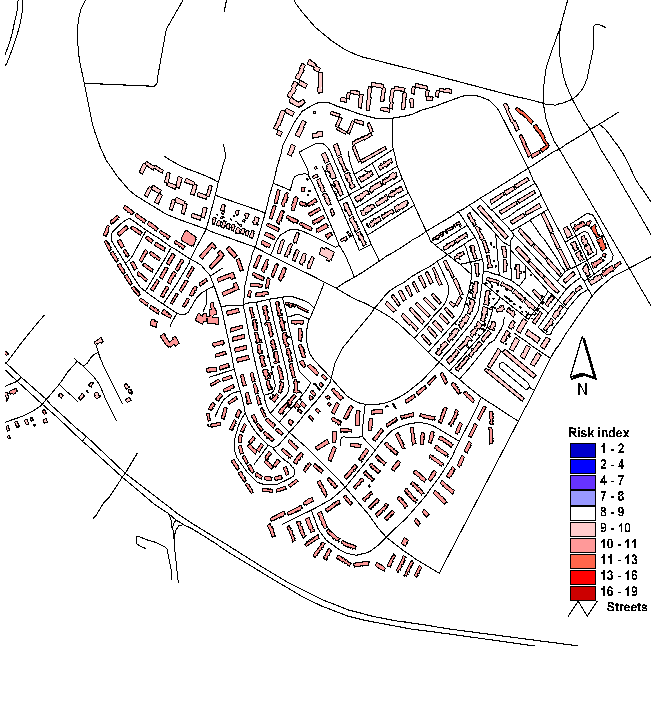 N
Risk index
1 - 2
2 - 4
4 - 7
7 - 8
8 - 9
9 - 10
10 - 11
11 - 13
13 - 16
16 - 19
Streets